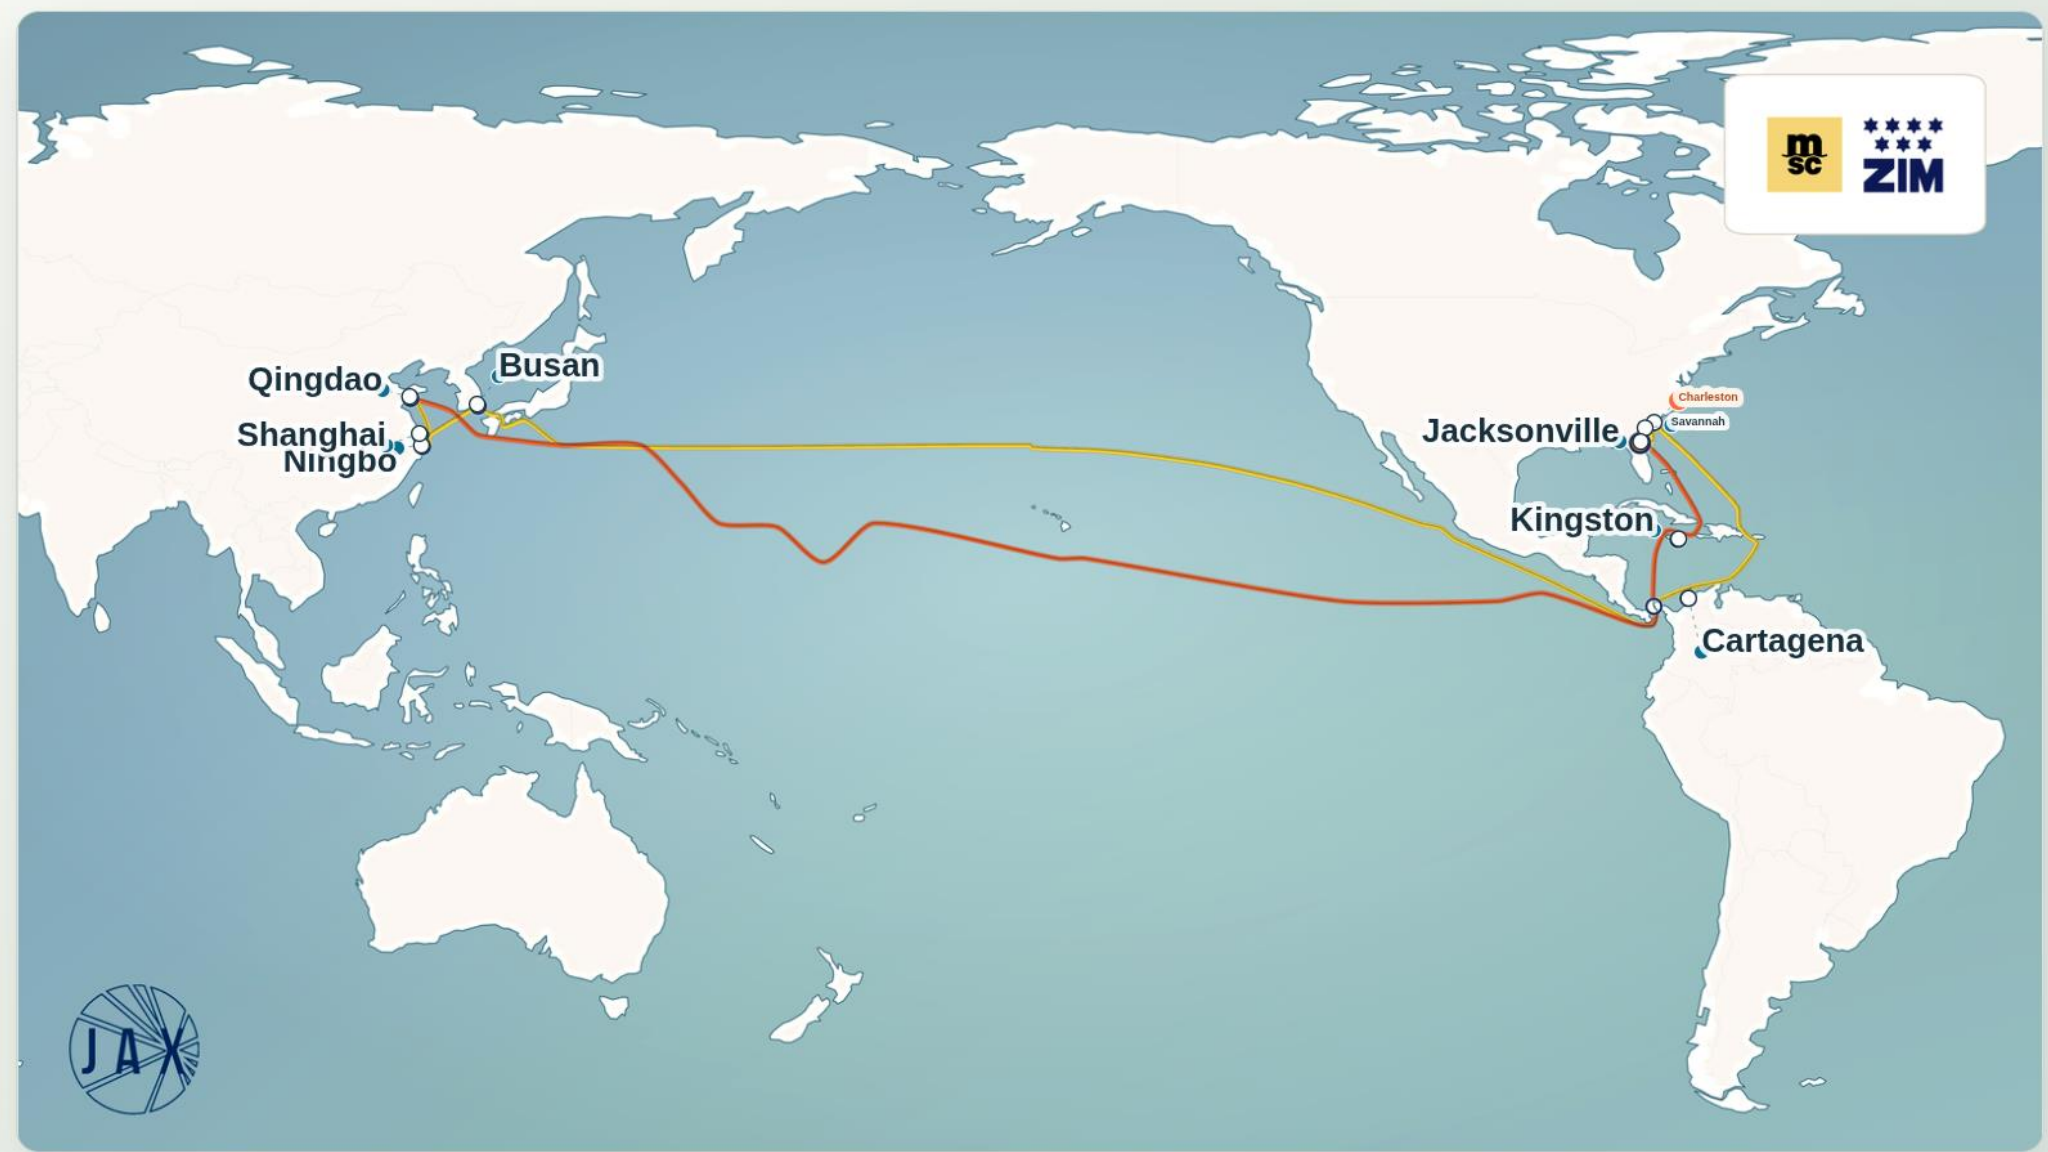 msc
ZIM
Qingdao
Busan
Shanghai
Ningbo
Charleston
Savannah
Jacksonville
Kingston
Cartagena
JAX